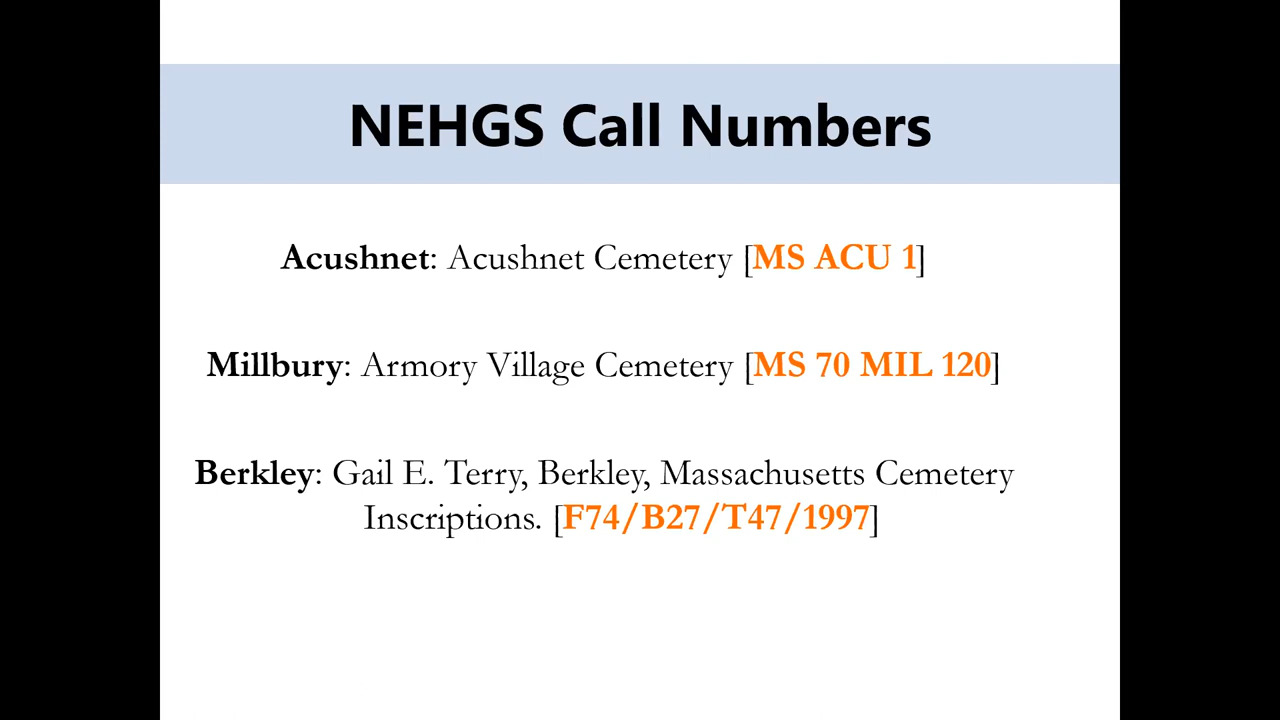 NEHGS Call Numbers
Acushnet: Acushnet Cemetery [MS ACU 1]
Millbury: Armory Village Cemetery [MS 70 MIL 120]
Berkley: Gail E. Terry, Berkley, Massachusetts Cemetery
Inscriptions. [F74/B27/T47/1997]